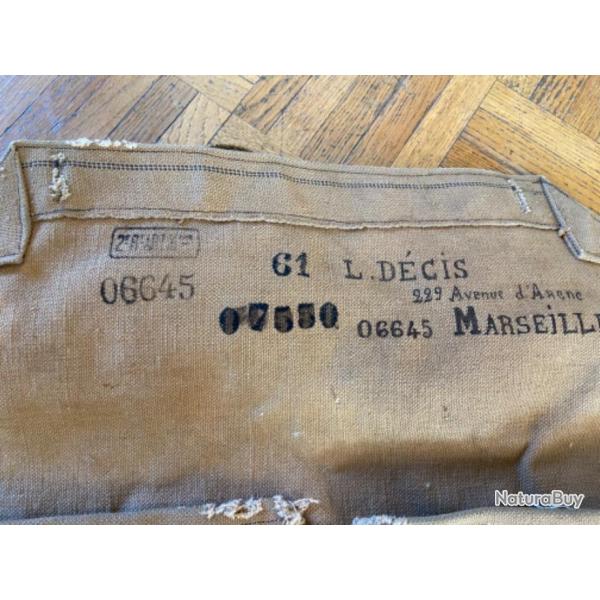 06645
61 L. DÉCIS
229 Avenue d'Arenc
07550 06645 MARSEILLE
NaturaBuy